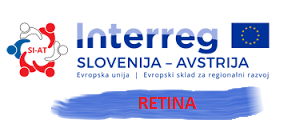 SI-AT
Interreg
SLOVENIJA – AVSTRIJA
Evropska unija | Evropski sklad za regionalni razvoj
RETINA